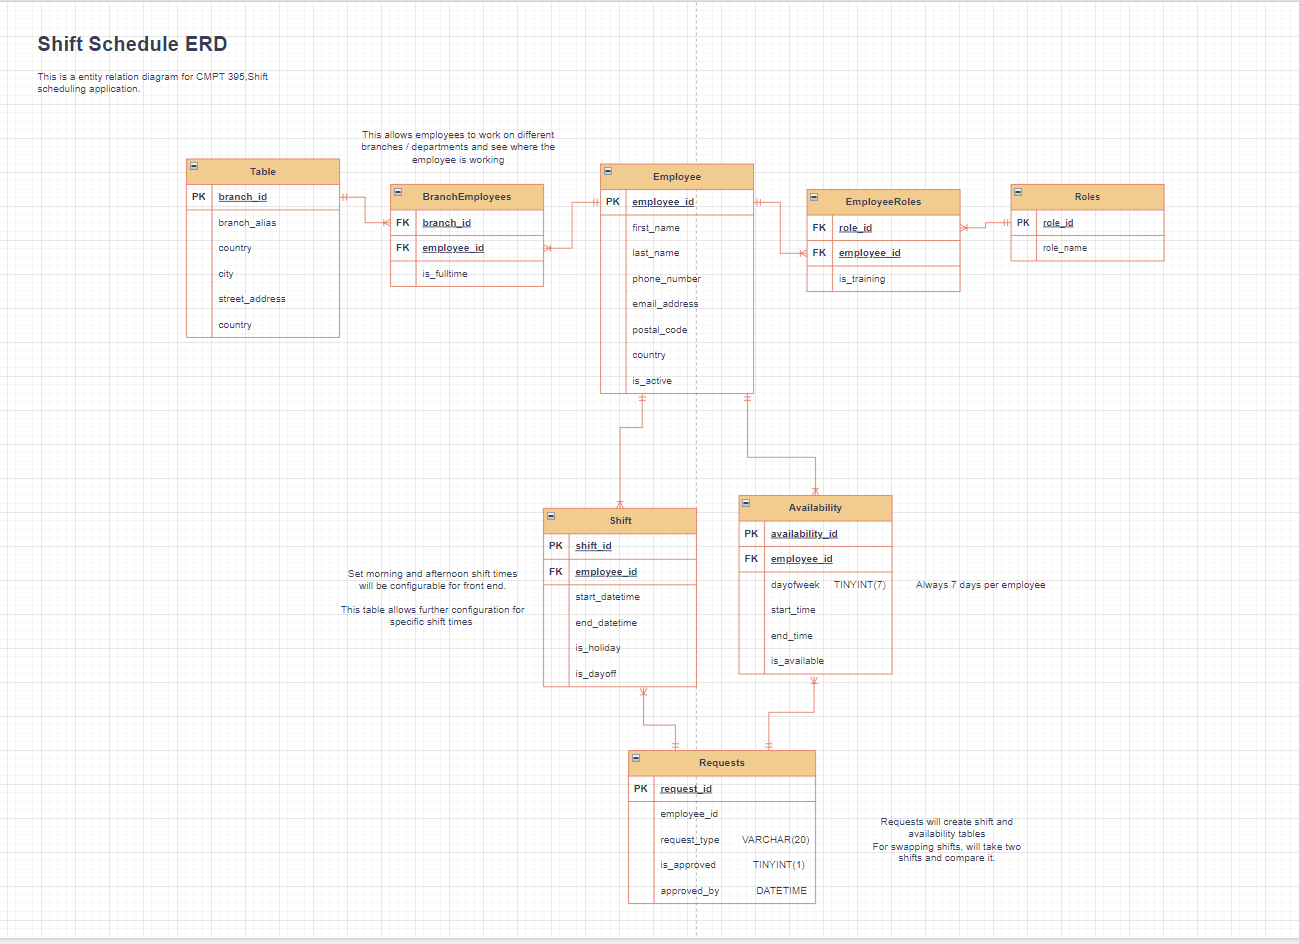 Shift Schedule ERD
This is a entity relation diagram for CMPT 395,Shift
scheduling application.
This allows employees to work on different
branches / departments and see where the
employee is working
Table
PK branch_id
branch_alias
country
city
street_address
country
BranchEmployees
FK branch_id
FK employee_id
is_fulltime
Employee
PK employee_id
first_name
last_name
phone_number
email_address
postal_code
country
is_active
EmployeeRoles
FK role_id
FK employee_id
is_training
Roles
PK role_id
role_name
Set morning and afternoon shift times
will be configurable for front end.
This table allows further configuration for
specific shift times
Shift
PK shift_id
FK employee_id
start_datetime
end_datetime
is_holiday
is_dayoff
Availability
PK availability_id
FK employee_id
dayofweek TINYINT(7)
start_time
end_time
is_available
Always 7 days per employee
Requests
PK request_id
employee_id
request_type VARCHAR(20)
is_approved TINYINT(1)
approved_by DATETIME
Requests will create shift and
availability tables
For swapping shifts, will take two
shifts and compare it.